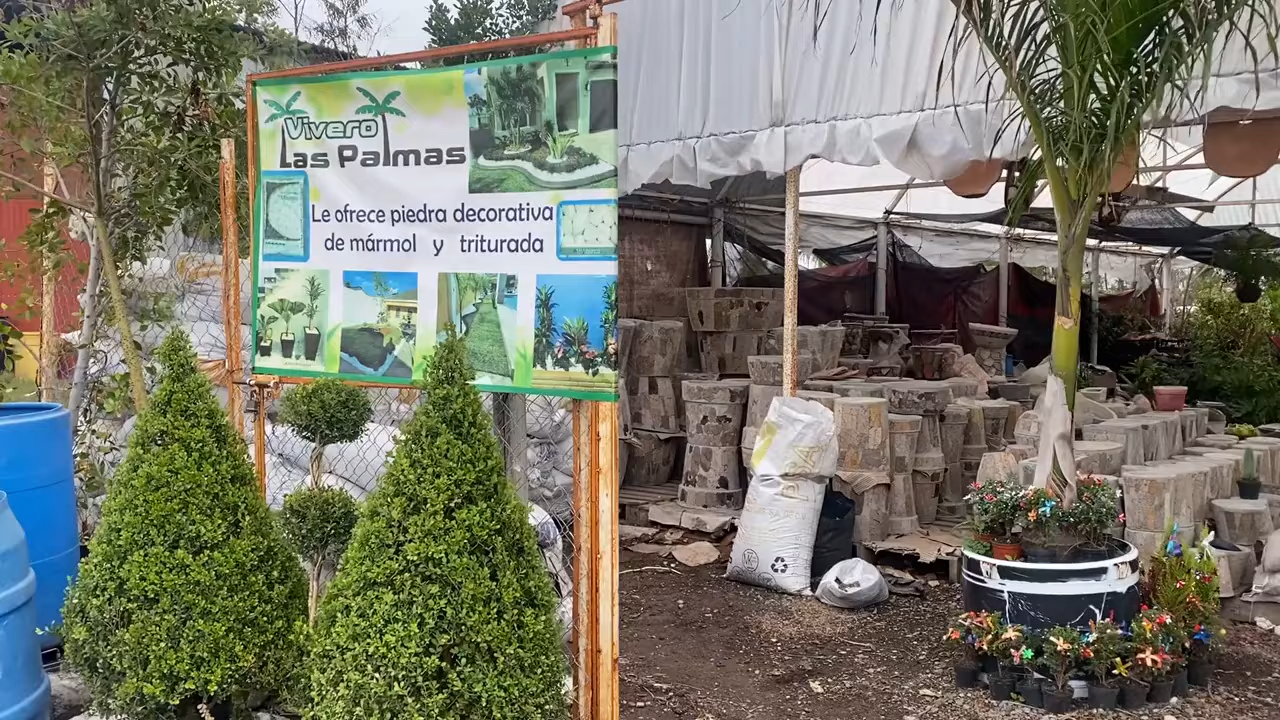 Vivero
Las Palmas
Le ofrece piedra decorativa
de mármol y triturada